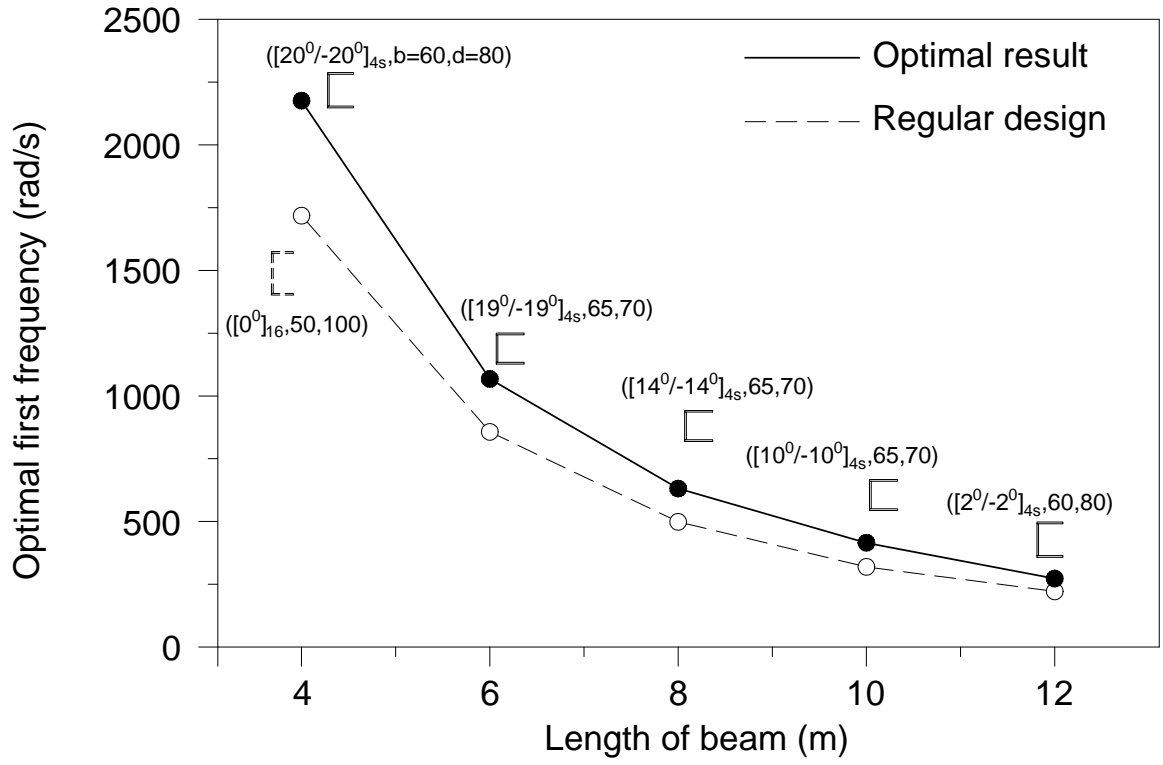 2500
([20⁰/-20⁰]₄ₛ,b=60,d=80)
Optimal result
Regular design
2000
1500
([0⁰]₁₆,50,100)
([19⁰/-19⁰]₄ₛ,65,70)
1000
([14⁰/-14⁰]₄ₛ,65,70)
([10⁰/-10⁰]₄ₛ,65,70)
([2⁰/-2⁰]₄ₛ,60,80)
500
0
4 6 8 10 12
Length of beam (m)
Optimal first frequency (rad/s)